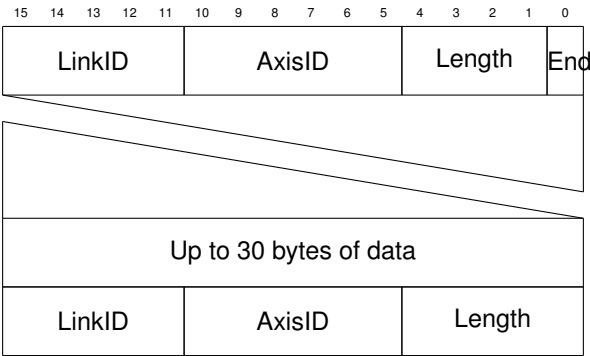 15 14 13 12 11 10 9 8 7 6 5 4 3 2 1 0
LinkID AxisID Length End
Up to 30 bytes of data
LinkID AxisID Length